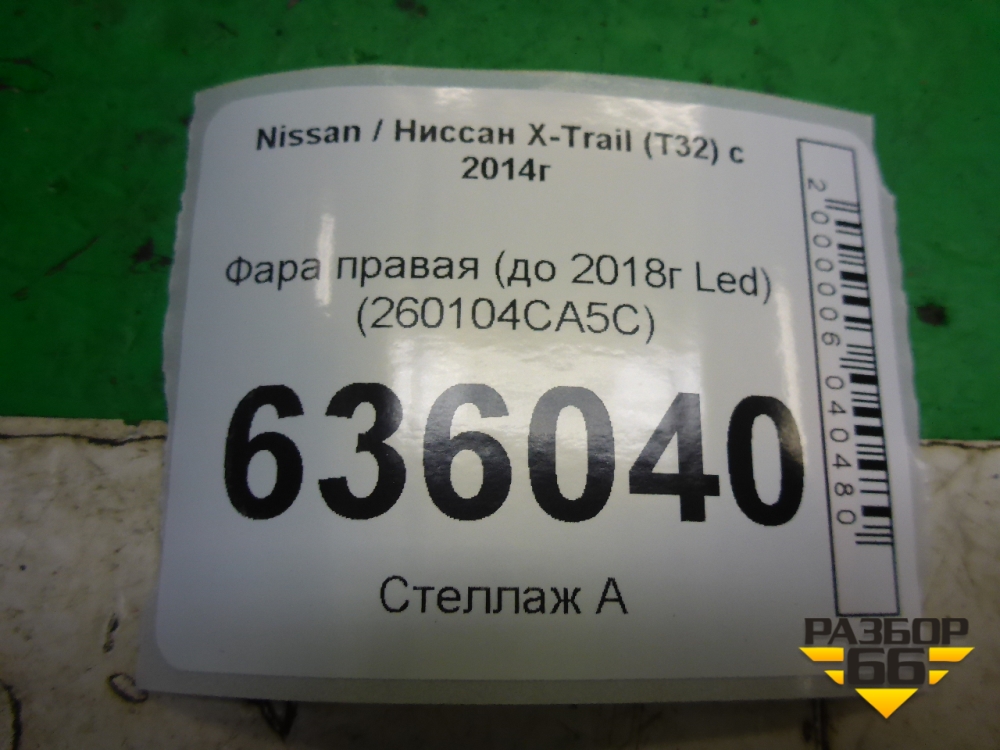 Nissan / Ниссан X-Trail (T32) с
2014г
Фара правая (до 2018г Led)
(260104CA5C)
636040
Стеллаж А
2000006040480
РАЗБОР
66